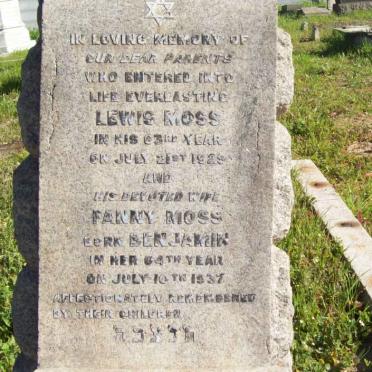 IN LOVING MEMORY OF
OUR DEAR PARENTS
WHO ENTERED INTO
LIFE EVERLASTING
LEWIS MOSS
IN HIS 63RD YEAR
ON JULY 21ST 1929
AND
HIS DEVOTED WIFE
FANNY MOSS
BORN BENJAMIN
IN HER 64TH YEAR
ON JULY 10TH 1937
AFFECTIONATELY REMEMBERED
BY THEIR CHILDREN
ת נ צ ב ה